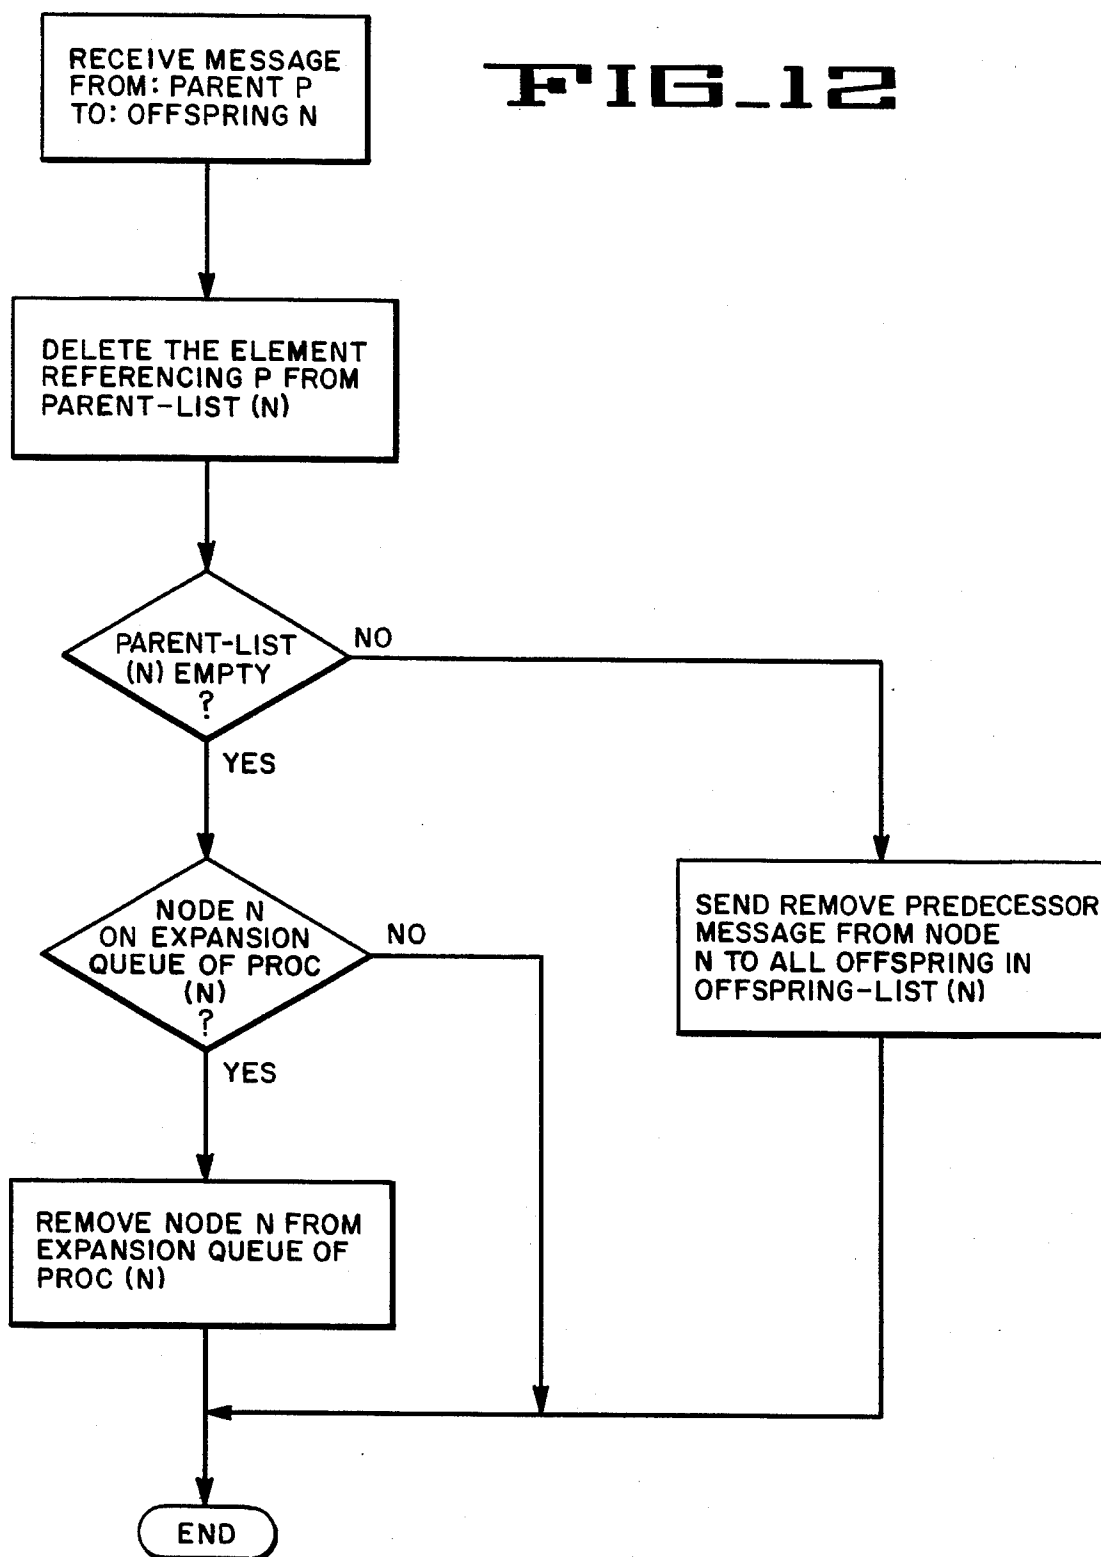 RECEIVE MESSAGE
FROM: PARENT P
TO: OFFSPRING N
FIG_12
DELETE THE ELEMENT
REFERENCING P FROM
PARENT-LIST (N)
PARENT-LIST
(N) EMPTY
?
NO
YES
NODE N
ON EXPANSION
QUEUE OF PROC
(N)
?
NO
YES
SEND REMOVE PREDECESSOR
MESSAGE FROM NODE
N TO ALL OFFSPRING IN
OFFSPRING-LIST (N)
REMOVE NODE N FROM
EXPANSION QUEUE OF
PROC (N)
END